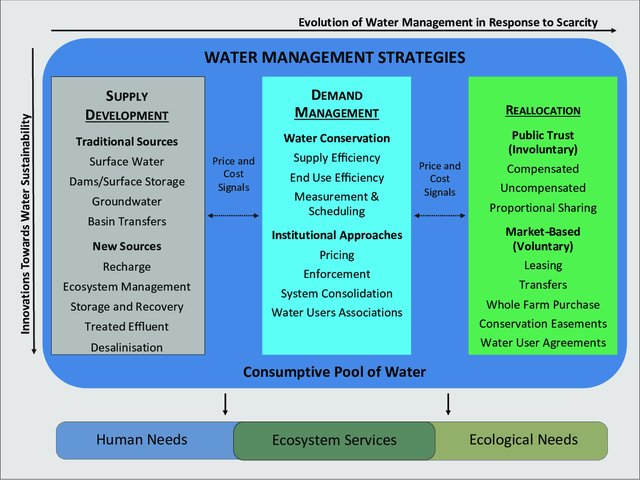 Evolution of Water Management in Response to Scarcity
Innovations Towards Water Sustainability
WATER MANAGEMENT STRATEGIES
SUPPLY
DEVELOPMENT
Traditional Sources
Surface Water
Dams/Surface Storage
Groundwater
Basin Transfers
New Sources
Recharge
Ecosystem Management
Storage and Recovery
Treated Effluent
Desalinisation
Price and
Cost
Signals
DEMAND
MANAGEMENT
Water Conservation
Supply Efficiency
End Use Efficiency
Measurement &
Scheduling
Institutional Approaches
Pricing
Enforcement
System Consolidation
Water Users Associations
Price and
Cost
Signals
REALLOCATION
Public Trust
(Involuntary)
Compensated
Uncompensated
Proportional Sharing
Market-Based
(Voluntary)
Leasing
Transfers
Whole Farm Purchase
Conservation Easements
Water User Agreements
Consumptive Pool of Water
Human Needs
Ecosystem Services
Ecological Needs